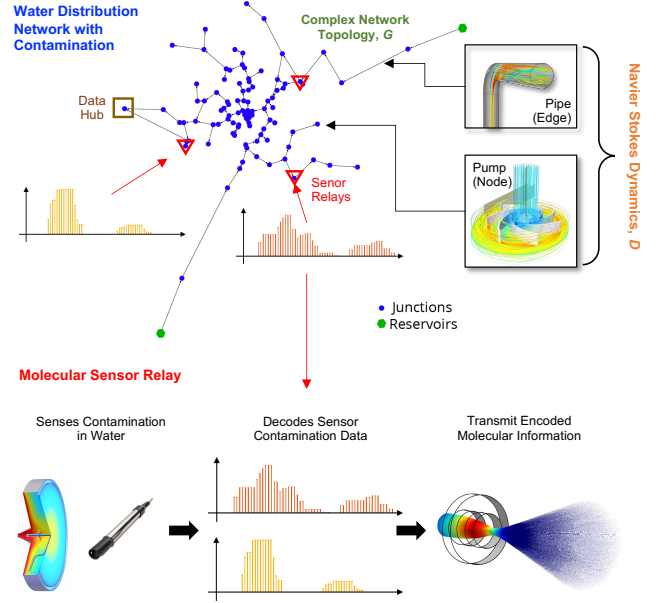 Water Distribution
Network with
Contamination
Complex Network
Topology, G
Data
Hub
Pipe
(Edge)
Pump
(Node)
Navier Stokes Dynamics, D
Senor
Relays
Junctions
Reservoirs
Molecular Sensor Relay
Senses Contamination
in Water
Decodes Sensor
Contamination Data
Transmit Encoded
Molecular Information